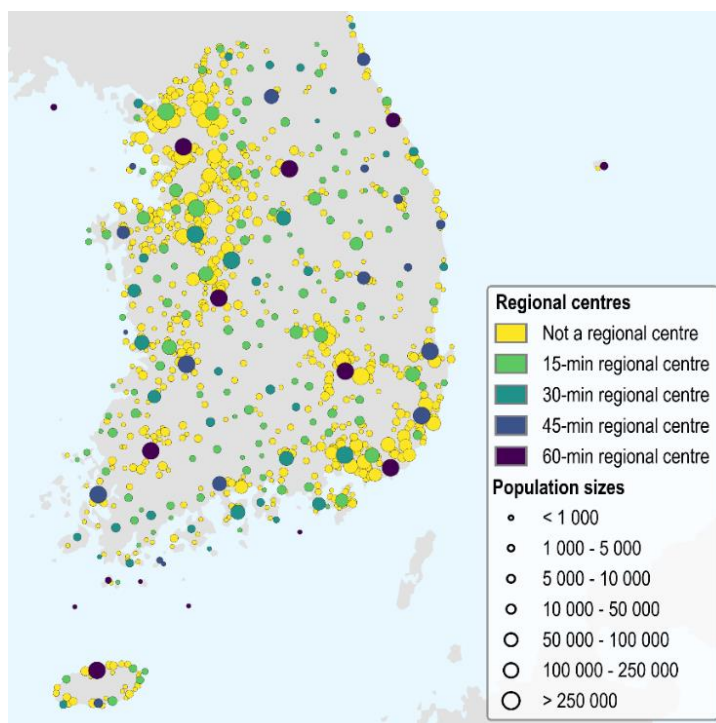 Regional centres
Not a regional centre
15-min regional centre
30-min regional centre
45-min regional centre
60-min regional centre
Population sizes
< 1 000
1 000 - 5 000
5 000 - 10 000
10 000 - 50 000
50 000 - 100 000
100 000 - 250 000
> 250 000